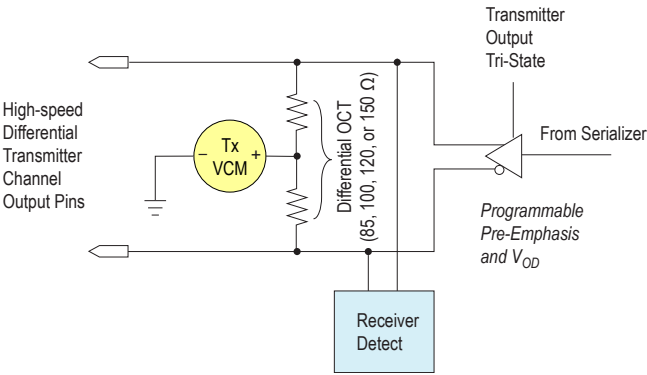 Transmitter
Output
Tri-State
High-speed
Differential
Transmitter
Channel
Output Pins
− Tx +
VCM
Differential OCT
(85, 100, 120, or 150 Ω)
From Serializer
Programmable
Pre-Emphasis
and VOD
Receiver
Detect